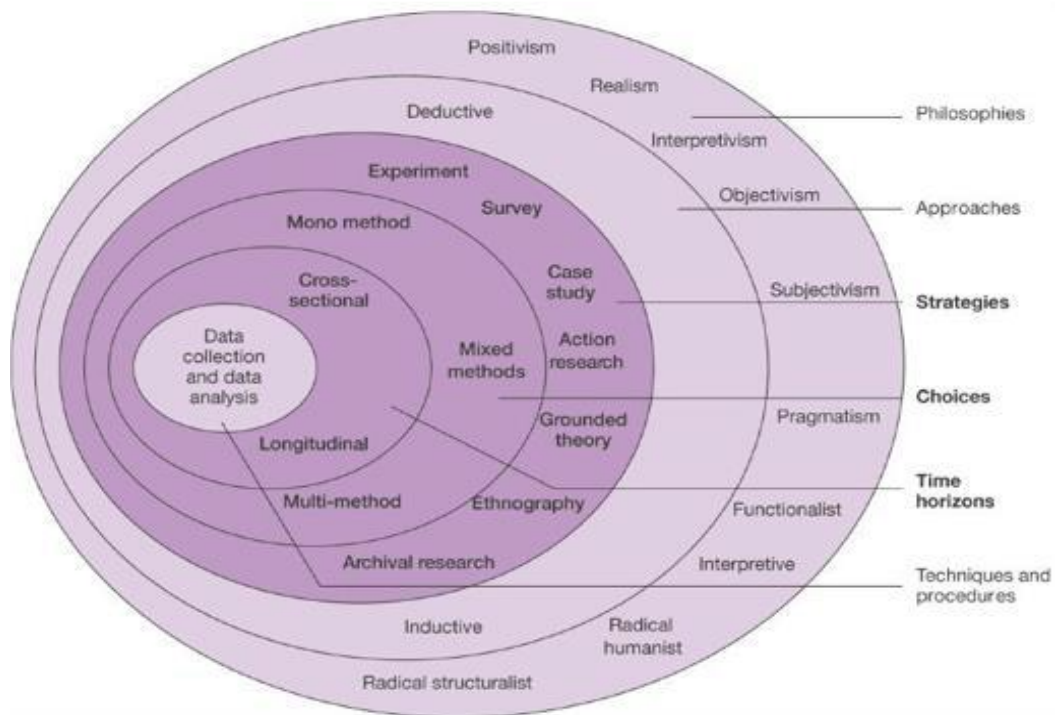 Positivism
Realism
Philosophies
Deductive
Interpretivism
Experiment
Objectivism
Approaches
Survey
Mono method
Case
study
Cross-
sectional
Subjectivism
Strategies
Data
collection
and data
analysis
Mixed
methods
Action
research
Choices
Pragmatism
Grounded
theory
Longitudinal
Time
horizons
Multi-method
Ethnography
Functionalist
Archival research
Interpretive
Techniques and
procedures
Inductive
Radical
humanist
Radical structuralist